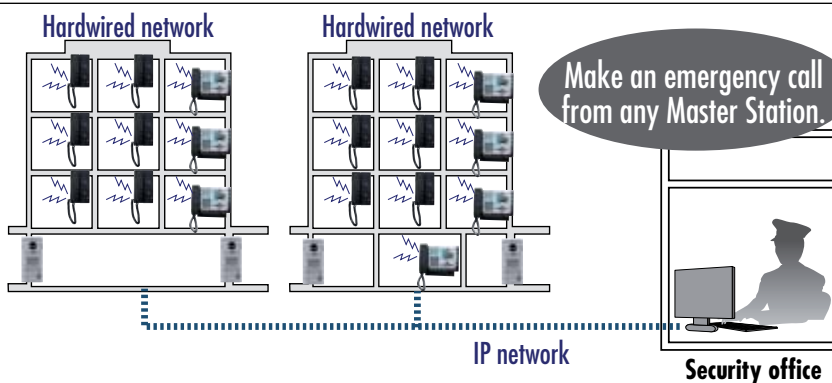 Hardwired network
Hardwired network
Make an emergency call
from any Master Station.
IP network
Security office